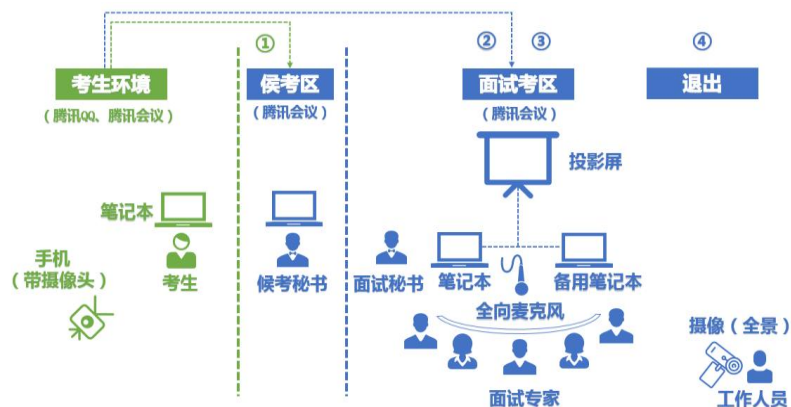 ① ② ③ ④
考生环境 侯考区 面试考区 退出
（腾讯QQ、腾讯会议） （腾讯会议） （腾讯会议）
投影屏
笔记本
手机
（带摄像头） 考生 候考秘书 面试秘书 笔记本 备用笔记本
全向麦克风
摄像（全景）
面试专家 工作人员